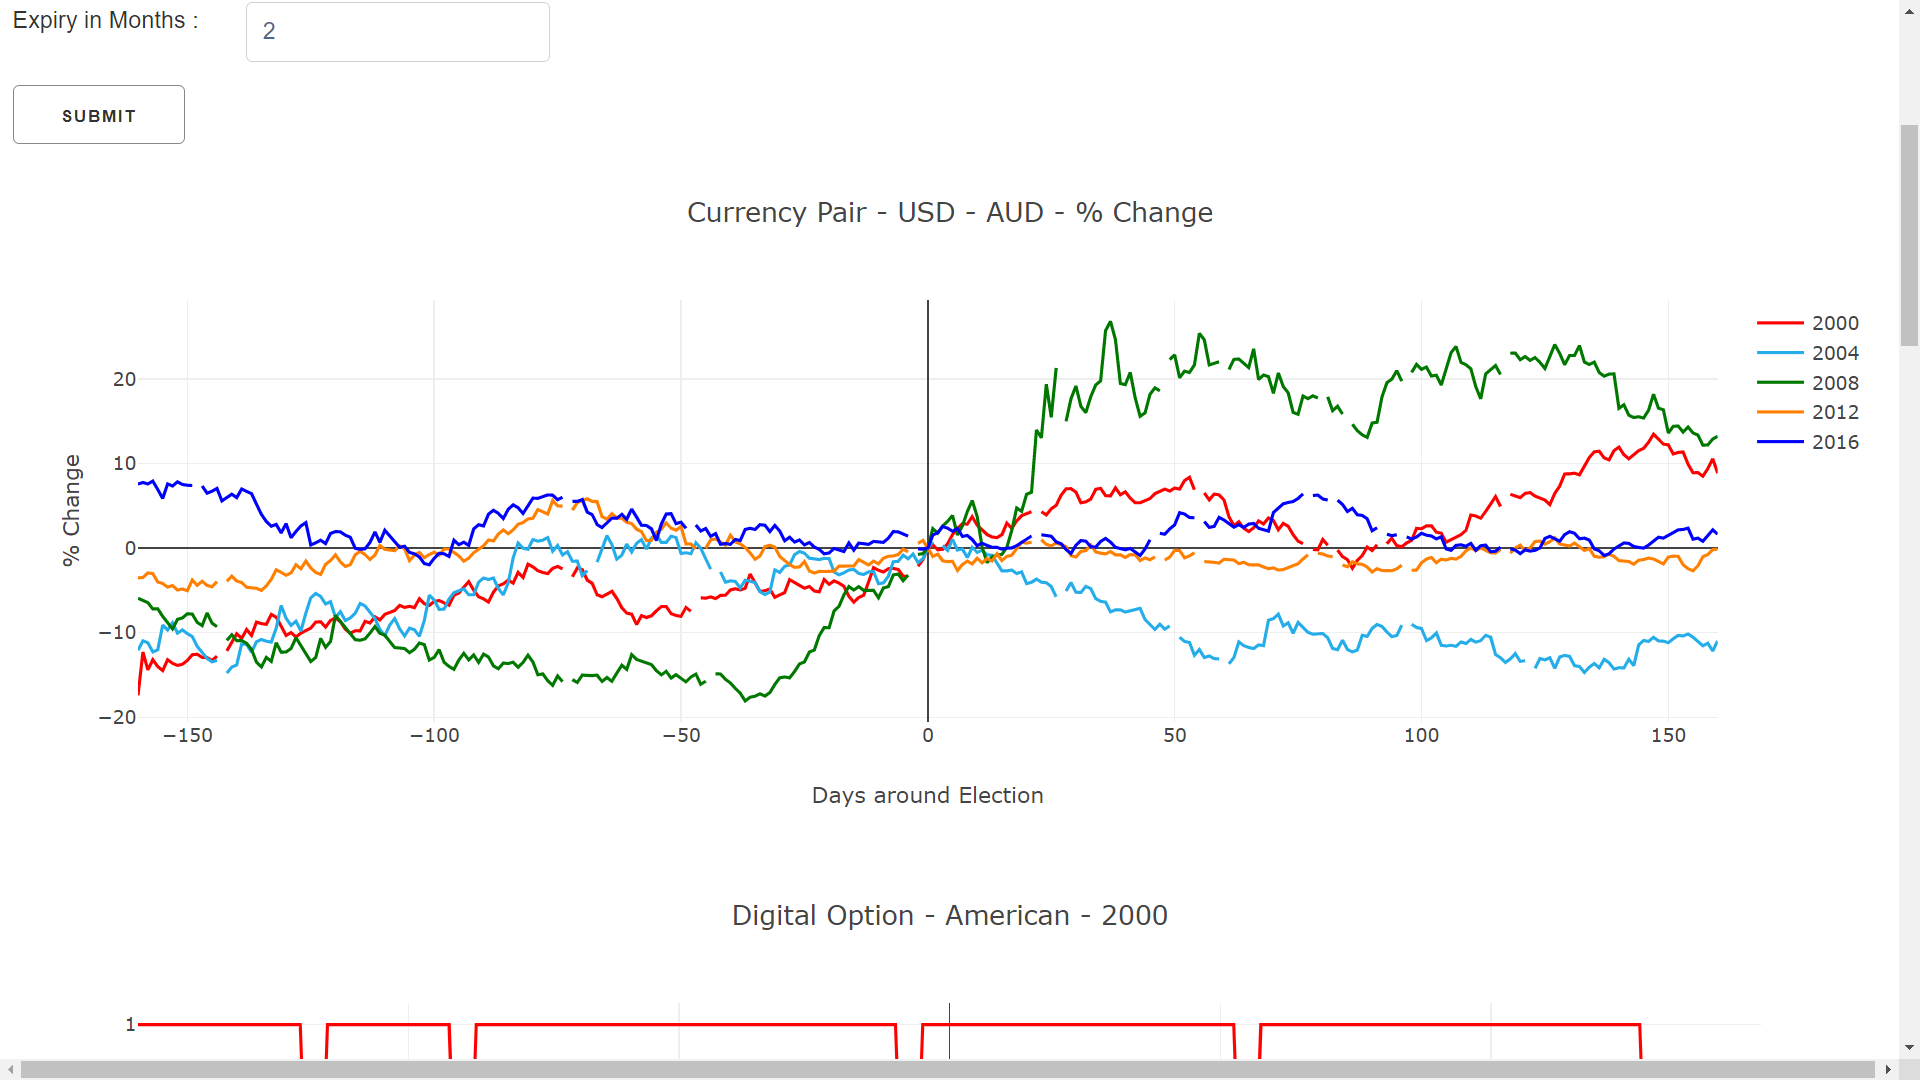 Expiry in Months :
2
SUBMIT
Currency Pair - USD - AUD - % Change
2000
2004
2008
2012
2016
20
10
0
−10
−20
% Change
−150 −100 −50 0 50 100 150
Days around Election
Digital Option - American - 2000
1